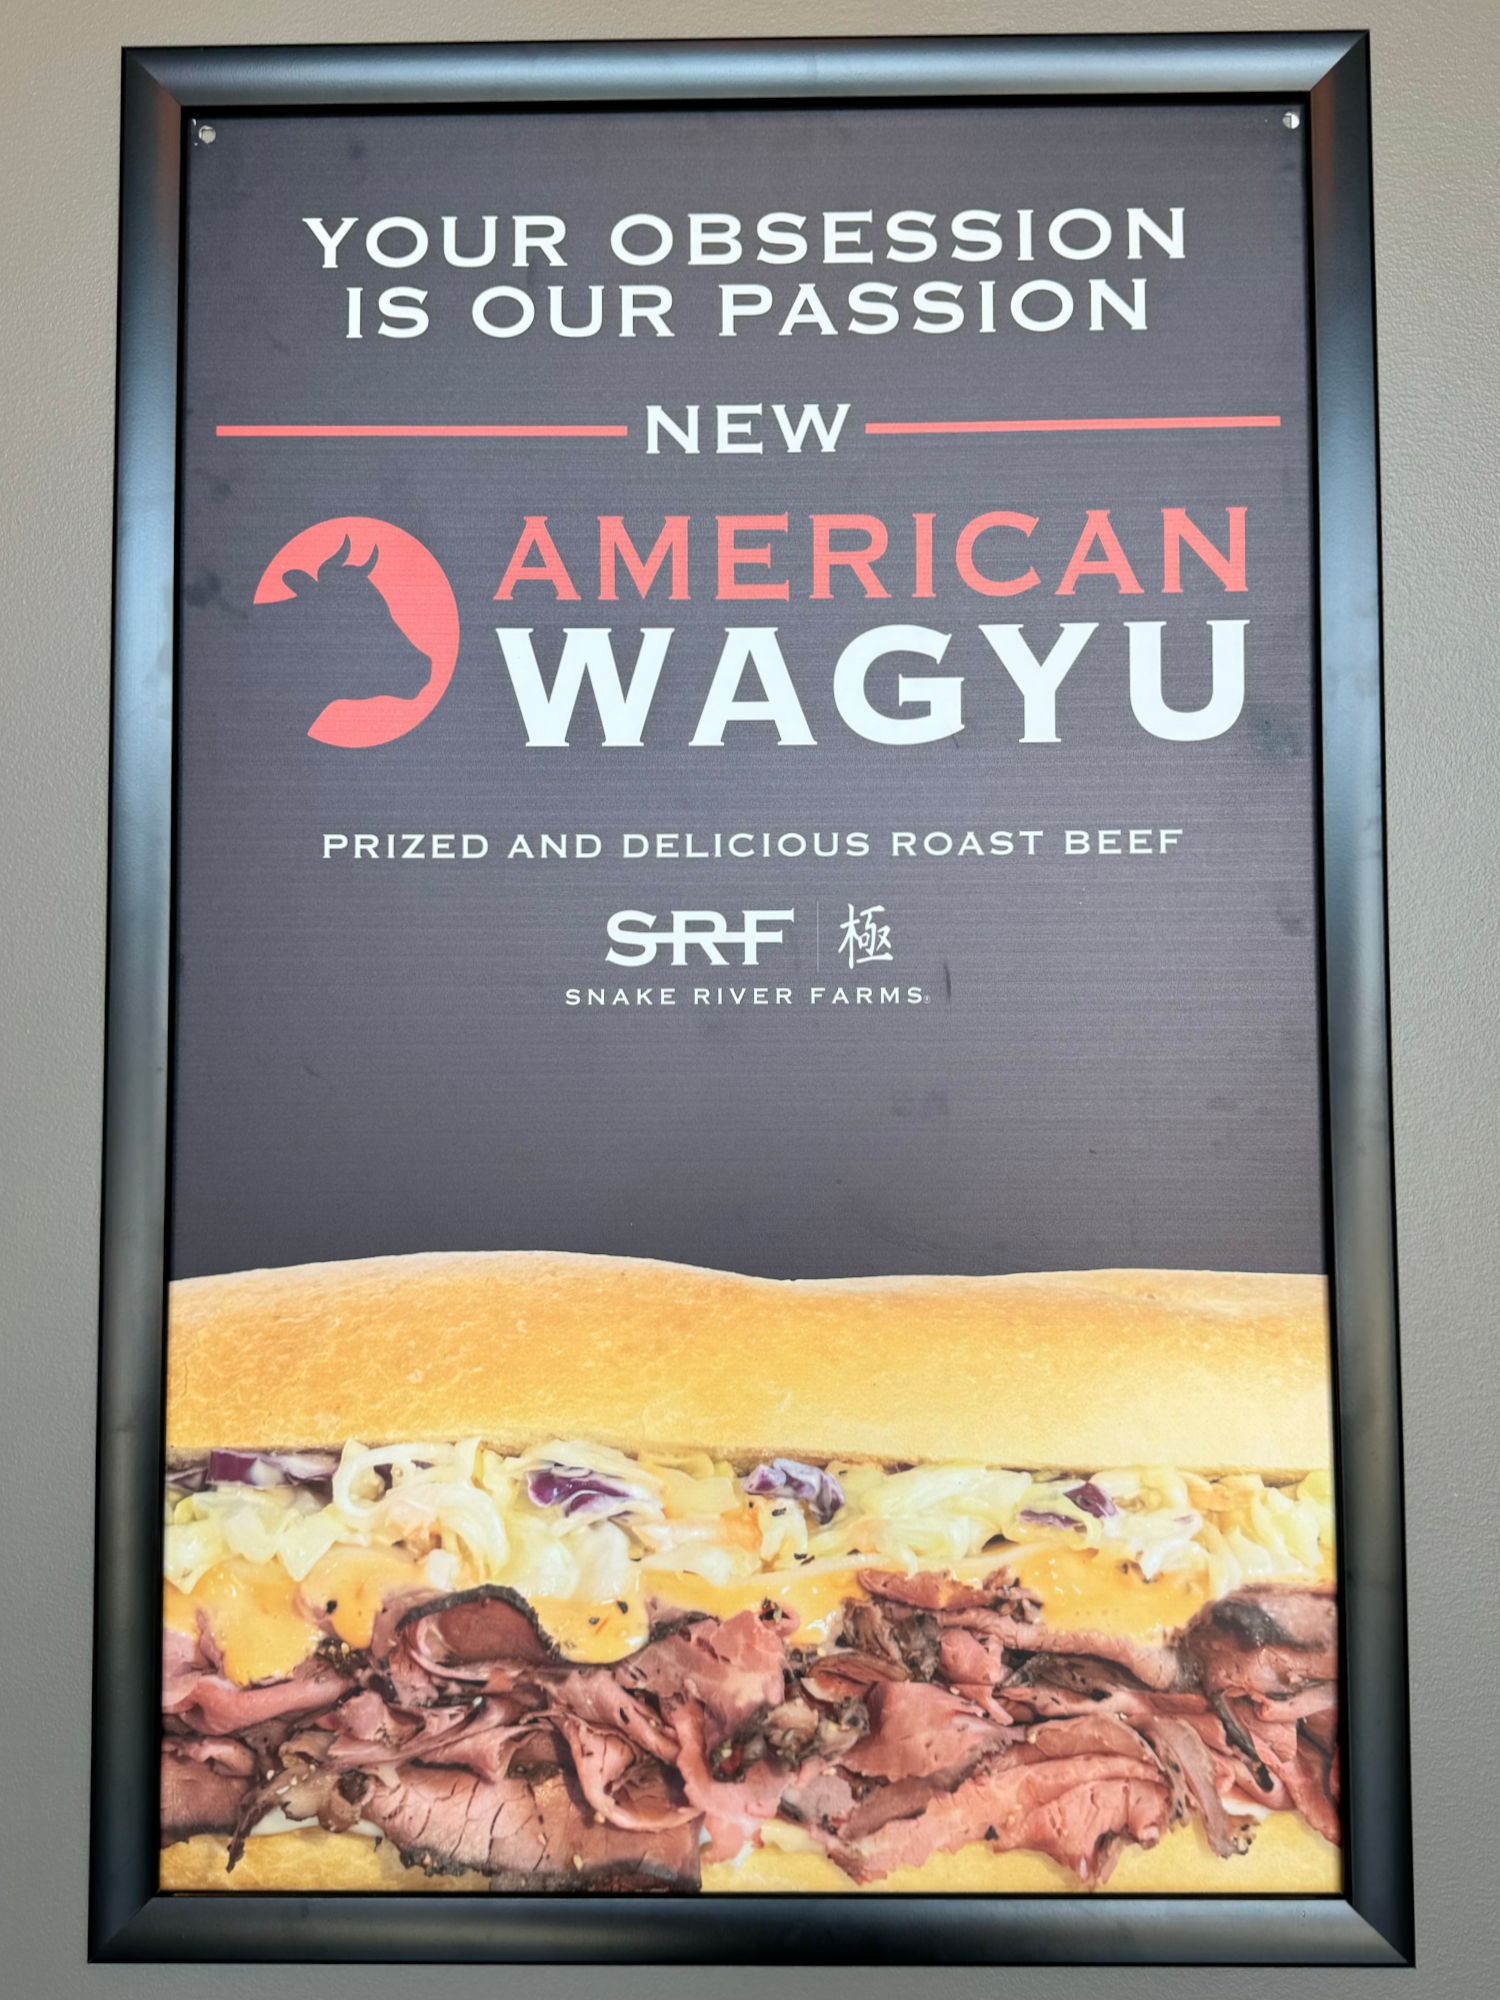 YOUR OBSESSION
IS OUR PASSION
NEW
AMERICAN
WAGYU
PRIZED AND DELICIOUS ROAST BEEF
SRF 極
SNAKE RIVER FARMS®